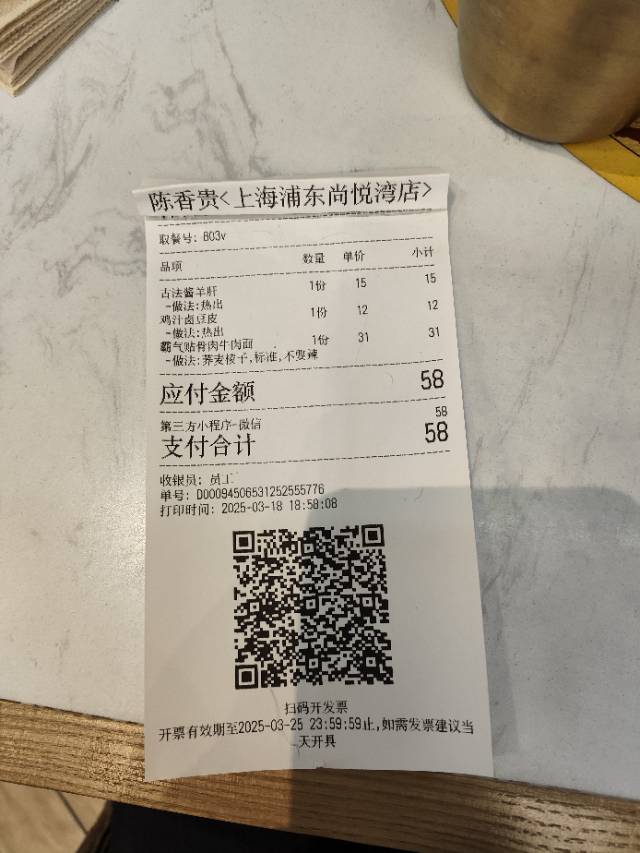 陈香贵<上海浦东尚悦湾店>
取餐号: B03v
品项 数量 单价 小计
古法酱羊肝 1份 15 15
-做法:热出
鸡汁卤豆皮 1份 12 12
-做法:热出
霸气贴骨肉牛肉面 1份 31 31
-做法:荞麦棱子,标准,不要辣
应付金额 58
第三方小程序-微信 58
支付合计 58
收银员: 员工
单号: D00094506531252555776
打印时间: 2025-03-18 18:58:08
扫码开发票
开票有效期至2025-03-25 23:59:59止,如需发票建议当
天开具